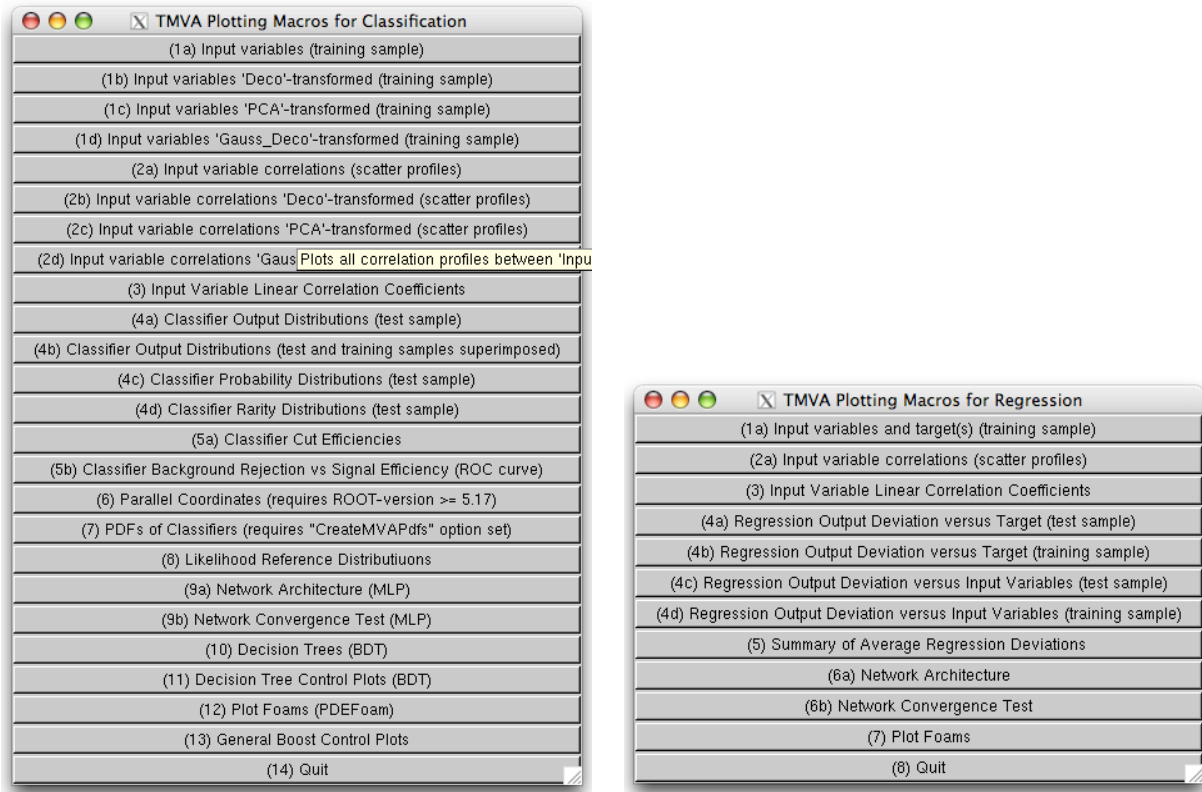 TMVA Plotting Macros for Classification
(1a) Input variables (training sample)
(1b) Input variables 'Deco'-transformed (training sample)
(1c) Input variables 'PCA'-transformed (training sample)
(1d) Input variables 'Gauss_Deco'-transformed (training sample)
(2a) Input variable correlations (scatter profiles)
(2b) Input variable correlations 'Deco'-transformed (scatter profiles)
(2c) Input variable correlations 'PCA'-transformed (scatter profiles)
(2d) Input variable correlations 'Gaus Plots all correlation profiles between 'Inpu
(3) Input Variable Linear Correlation Coefficients
(4a) Classifier Output Distributions (test sample)
(4b) Classifier Output Distributions (test and training samples superimposed)
(4c) Classifier Probability Distributions (test sample)
(4d) Classifier Rarity Distributions (test sample)
(5a) Classifier Cut Efficiencies
(5b) Classifier Background Rejection vs Signal Efficiency (ROC curve)
(6) Parallel Coordinates (requires ROOT-version >= 5.17)
(7) PDFs of Classifiers (requires "CreateMVAPdfs" option set)
(8) Likelihood Reference Distributiuons
(9a) Network Architecture (MLP)
(9b) Network Convergence Test (MLP)
(10) Decision Trees (BDT)
(11) Decision Tree Control Plots (BDT)
(12) Plot Foams (PDEFoam)
(13) General Boost Control Plots
(14) Quit
TMVA Plotting Macros for Regression
(1a) Input variables and target(s) (training sample)
(2a) Input variable correlations (scatter profiles)
(3) Input Variable Linear Correlation Coefficients
(4a) Regression Output Deviation versus Target (test sample)
(4b) Regression Output Deviation versus Target (training sample)
(4c) Regression Output Deviation versus Input Variables (test sample)
(4d) Regression Output Deviation versus Input Variables (training sample)
(5) Summary of Average Regression Deviations
(6a) Network Architecture
(6b) Network Convergence Test
(7) Plot Foams
(8) Quit